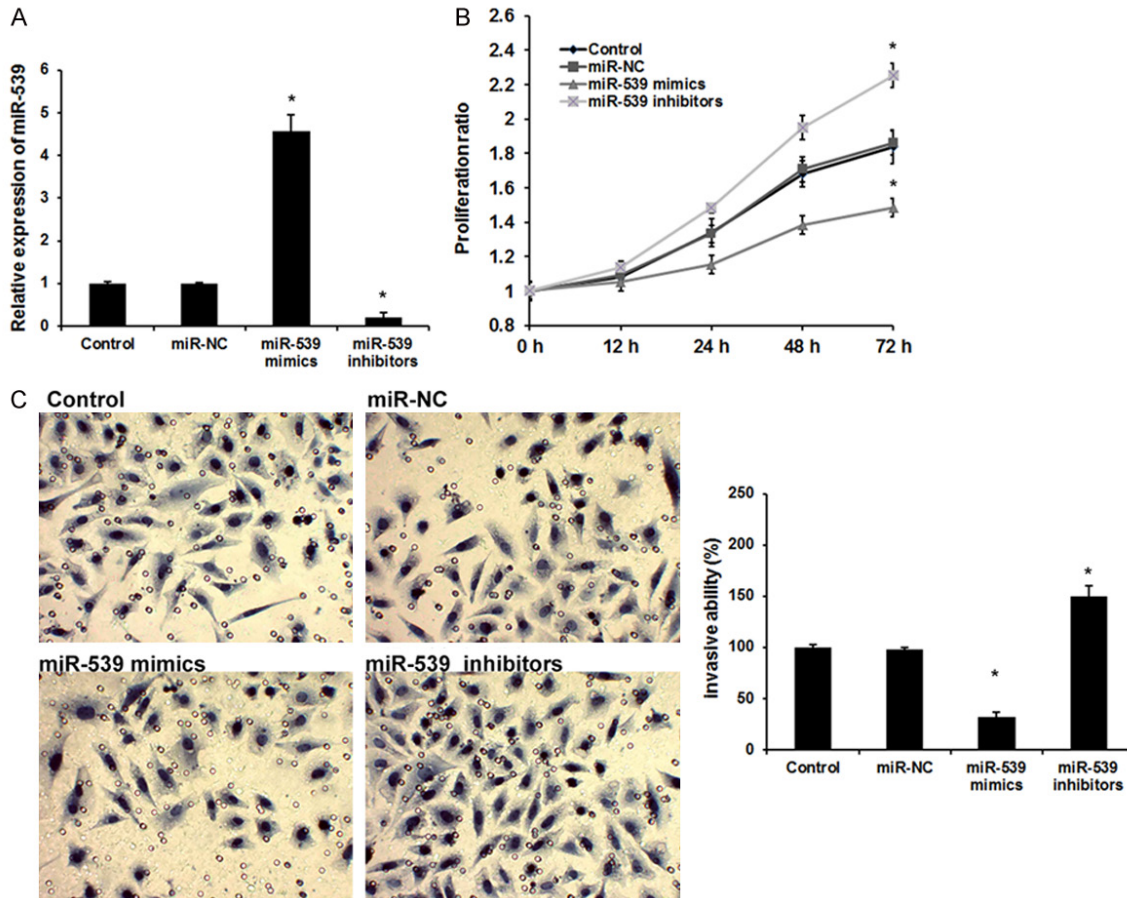 A
Relative expression of miR-539
6
5
4
3
2
1
0
Control
miR-NC
miR-539
mimics
miR-539
inhibitors
*
*
B
Proliferation ratio
2.6
2.4
2.2
2
1.8
1.6
1.4
1.2
1
0.8
0 h
12 h
24 h
48 h
72 h
Control
miR-NC
miR-539 mimics
miR-539 inhibitors
*
*
C
Control
miR-NC
miR-539 mimics
miR-539 inhibitors
Invasive ability (%)
250
200
150
100
50
0
Control
miR-NC
miR-539
mimics
miR-539
inhibitors
*
*